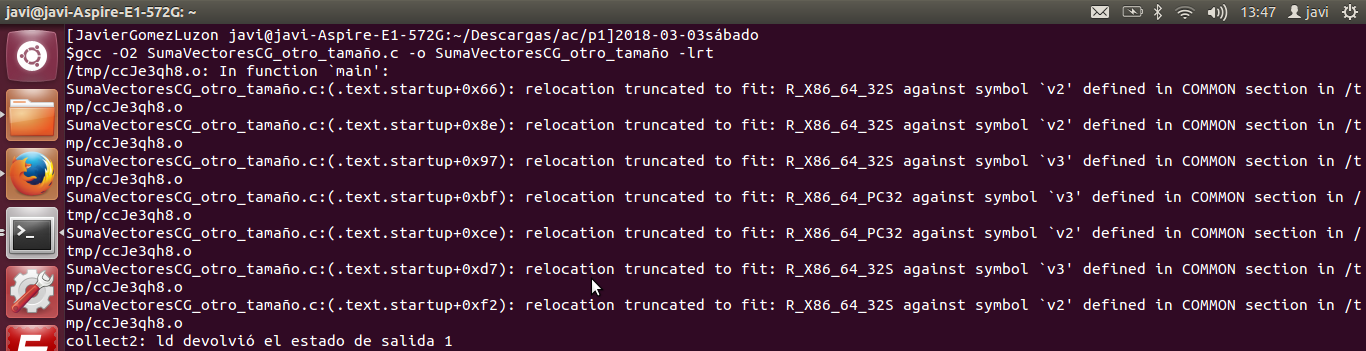 javi@javi-Aspire-E1-572G: ~
13:47
javi
[JavierGomezLuzon javi@javi-Aspire-E1-572G:~/Descargas/ac/p1]2018-03-03sábado
$gcc -O2 SumaVectoresCG_otro_tamaño.c -o SumaVectoresCG_otro_tamaño -lrt
/tmp/ccJe3qh8.o: In function `main':
SumaVectoresCG_otro_tamaño.c:(.text.startup+0x66): relocation truncated to fit: R_X86_64_32S against symbol `v2' defined in COMMON section in /t
mp/ccJe3qh8.o
SumaVectoresCG_otro_tamaño.c:(.text.startup+0x8e): relocation truncated to fit: R_X86_64_32S against symbol `v2' defined in COMMON section in /t
mp/ccJe3qh8.o
SumaVectoresCG_otro_tamaño.c:(.text.startup+0x97): relocation truncated to fit: R_X86_64_32S against symbol `v3' defined in COMMON section in /t
mp/ccJe3qh8.o
SumaVectoresCG_otro_tamaño.c:(.text.startup+0xbf): relocation truncated to fit: R_X86_64_PC32 against symbol `v3' defined in COMMON section in /
tmp/ccJe3qh8.o
SumaVectoresCG_otro_tamaño.c:(.text.startup+0xce): relocation truncated to fit: R_X86_64_PC32 against symbol `v2' defined in COMMON section in /
tmp/ccJe3qh8.o
SumaVectoresCG_otro_tamaño.c:(.text.startup+0xd7): relocation truncated to fit: R_X86_64_32S against symbol `v3' defined in COMMON section in /t
mp/ccJe3qh8.o
SumaVectoresCG_otro_tamaño.c:(.text.startup+0xf2): relocation truncated to fit: R_X86_64_32S against symbol `v2' defined in COMMON section in /t
mp/ccJe3qh8.o
collect2: ld devolvió el estado de salida 1